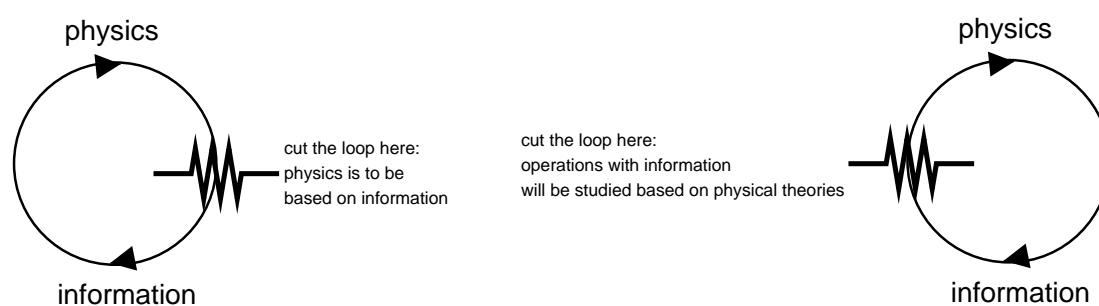 physics
cut the loop here:
physics is to be
based on information
information
physics
cut the loop here:
operations with information
will be studied based on physical theories
information